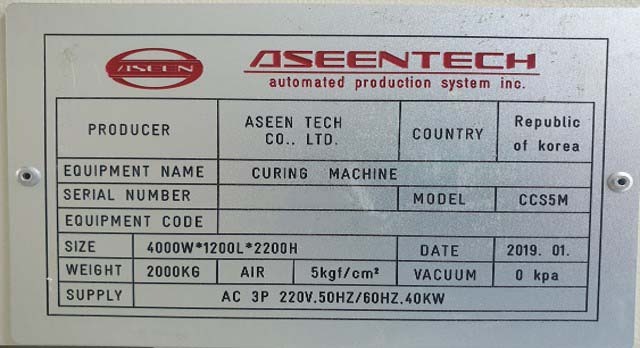 ASEEN ASEENTECH
automated production system inc.
PRODUCER ASEEN TECH CO., LTD. COUNTRY Republic of korea
EQUIPMENT NAME CURING MACHINE
SERIAL NUMBER MODEL CCS5M
EQUIPMENT CODE
SIZE 4000W*1200L*2200H DATE 2019. 01.
WEIGHT 2000KG AIR 5kgf/cm² VACUUM 0 kpa
SUPPLY AC 3P 220V.50HZ/60HZ.40KW